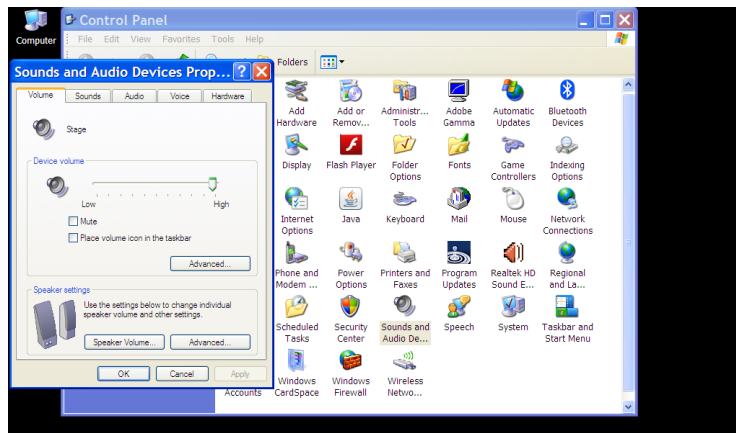 Computer
Control Panel
File Edit View Favorites Tools Help
Folders
Sounds and Audio Devices Prop...
Volume Sounds Audio Voice Hardware
Stage
Device volume
Low High
Mute
Place volume icon in the taskbar
Advanced...
Speaker settings
Use the settings below to change individual
speaker volume and other settings.
Speaker Volume... Advanced...
OK Cancel Apply
Add
Hardware
Add or
Remov...
Administr...
Tools
Adobe
Gamma
Automatic
Updates
Bluetooth
Devices
Display
Flash Player
Folder
Options
Fonts
Game
Controllers
Indexing
Options
Internet
Options
Java
Keyboard
Mail
Mouse
Network
Connections
Phone and
Modem ...
Power
Options
Printers and
Faxes
Program
Updates
Realtek HD
Sound E...
Regional
and La...
Scheduled
Tasks
Security
Center
Sounds and
Audio De...
Speech
System
Taskbar and
Start Menu
Accounts
Windows
CardSpace
Windows
Firewall
Wireless
Netwo...